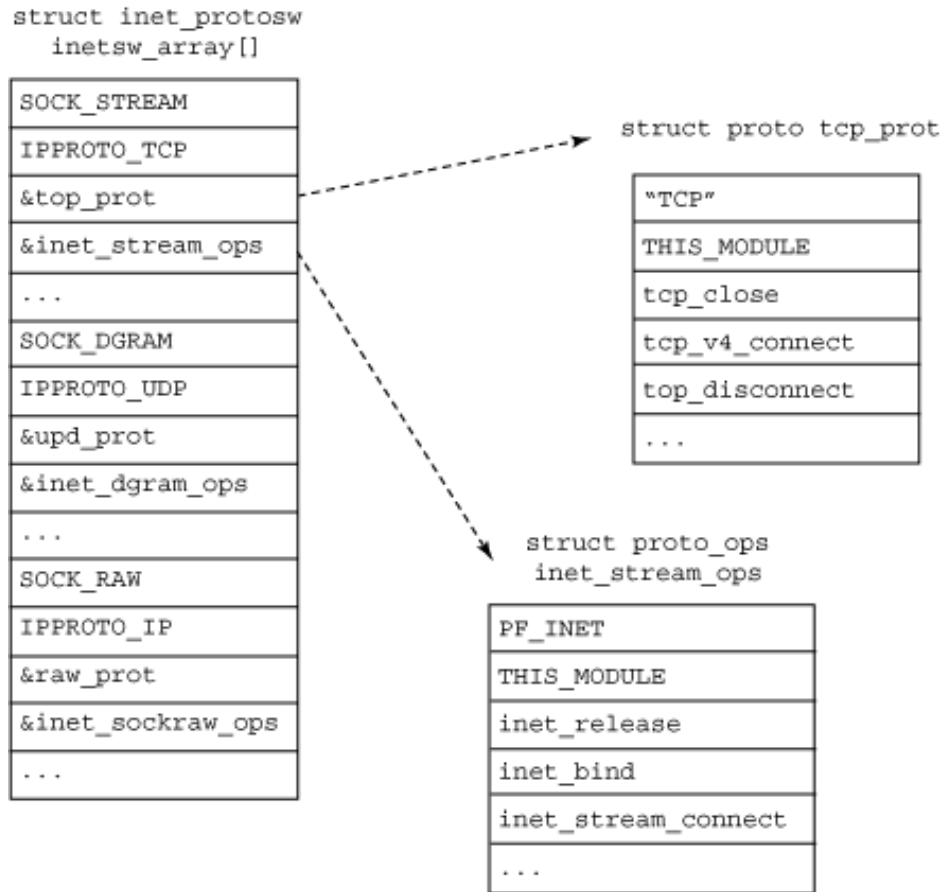 struct inet_protosw
inetsw_array[]
SOCK_STREAM
IPPROTO_TCP
&top_prot
&inet_stream_ops
...
SOCK_DGRAM
IPPROTO_UDP
&upd_prot
&inet_dgram_ops
...
SOCK_RAW
IPPROTO_IP
&raw_prot
&inet_sockraw_ops
...
struct proto tcp_prot
“TCP”
THIS_MODULE
tcp_close
tcp_v4_connect
top_disconnect
...
struct proto_ops
inet_stream_ops
PF_INET
THIS_MODULE
inet_release
inet_bind
inet_stream_connect
...